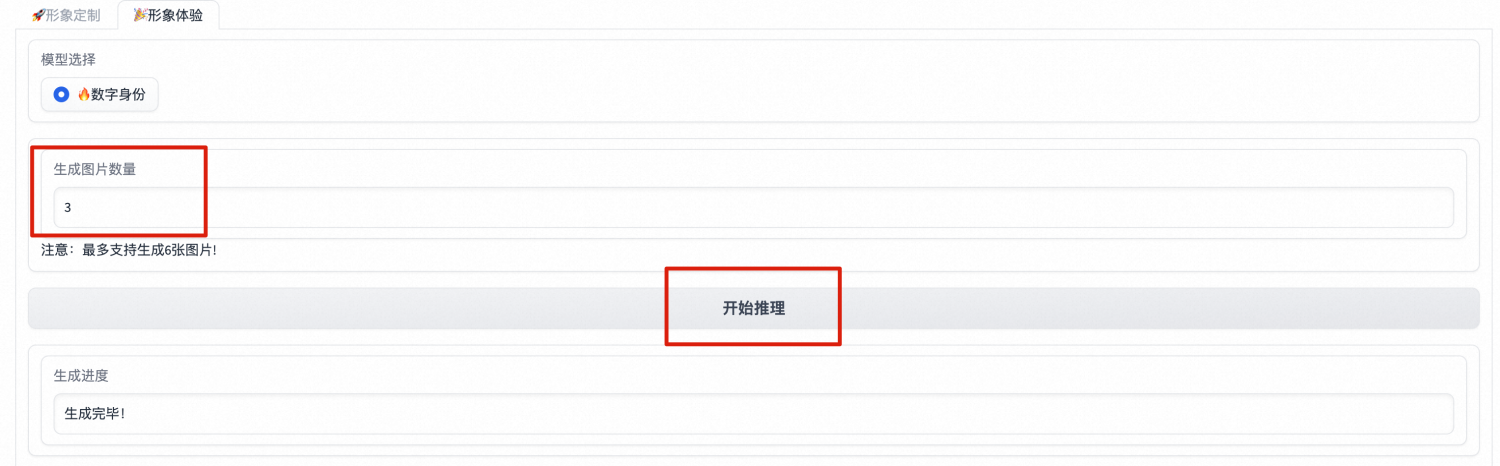 🚀形象定制 🎉形象体验
模型选择
🔥数字身份
生成图片数量
3
注意：最多支持生成6张图片!
开始推理
生成进度
生成完毕!